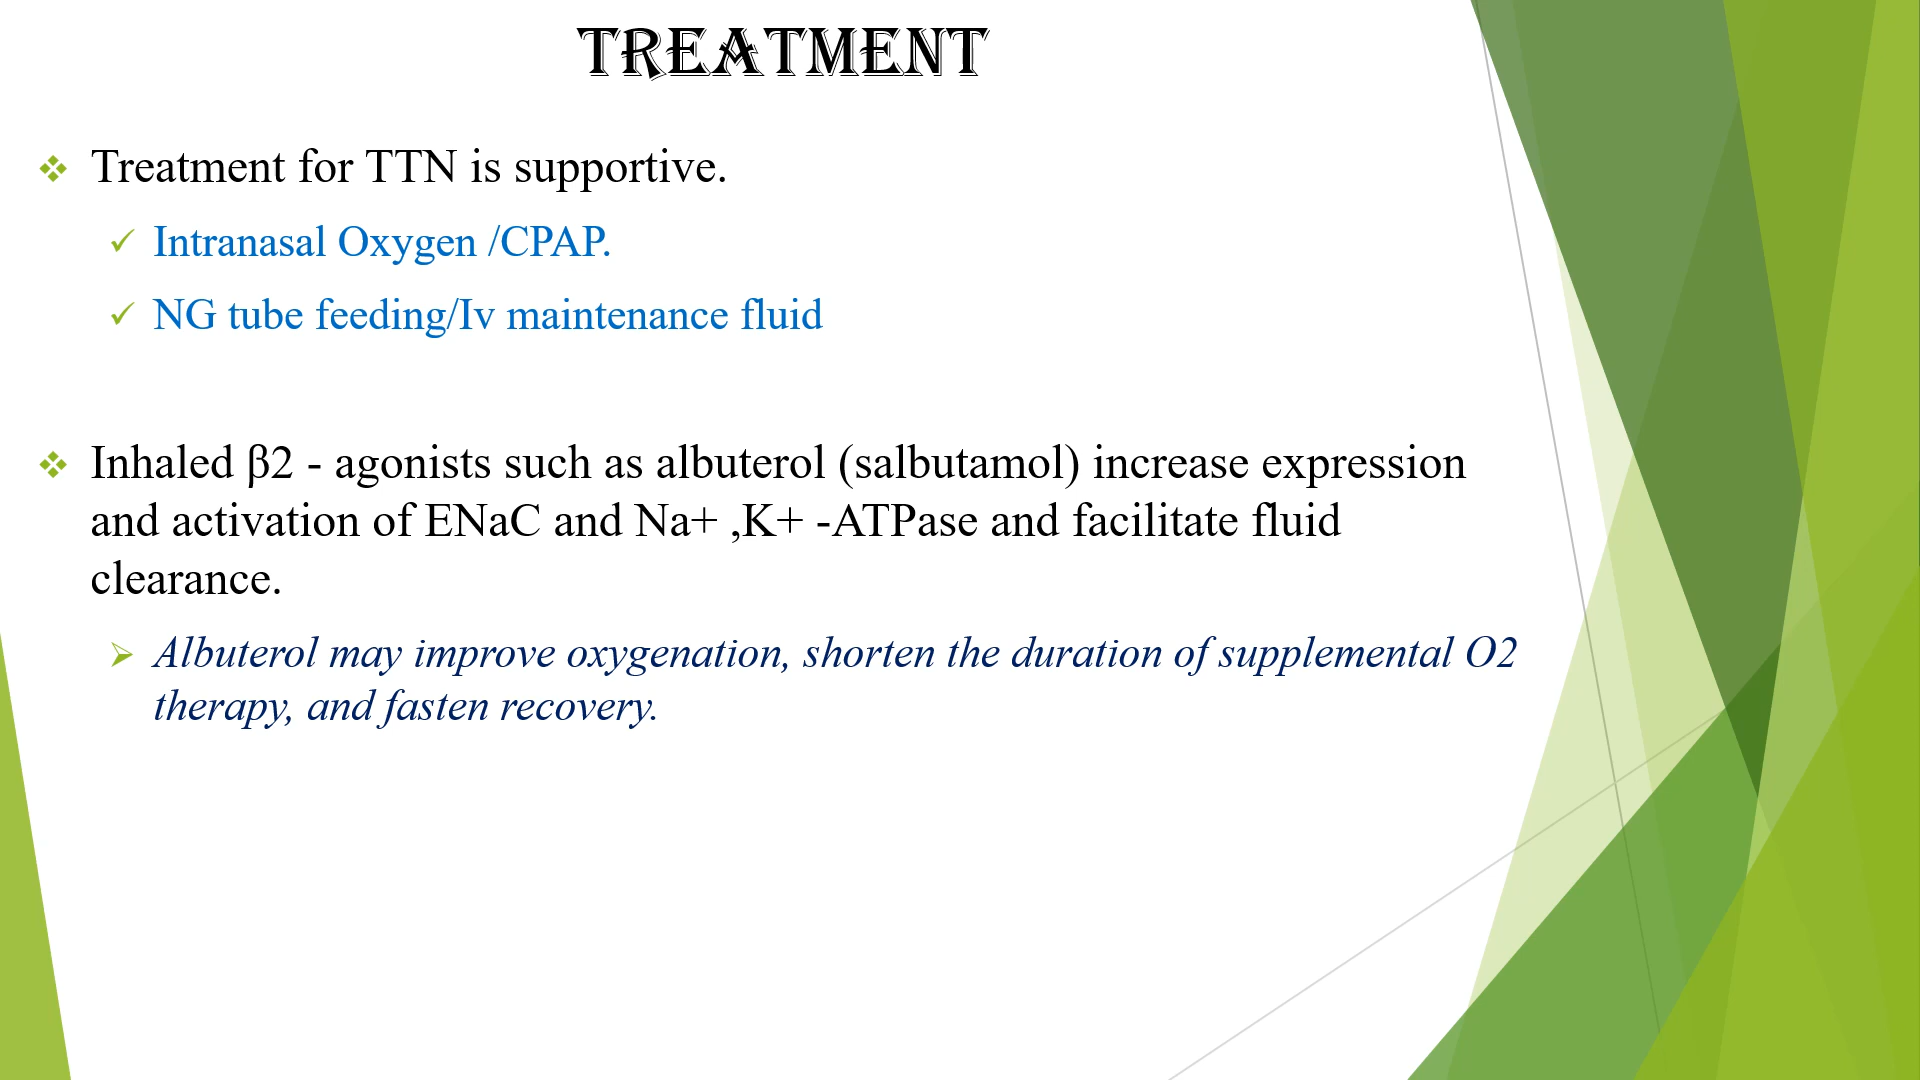 TREATMENT
❖ Treatment for TTN is supportive.
✓ Intranasal Oxygen /CPAP.
✓ NG tube feeding/Iv maintenance fluid
❖ Inhaled β2 - agonists such as albuterol (salbutamol) increase expression
and activation of ENaC and Na+ ,K+ -ATPase and facilitate fluid
clearance.
➢ Albuterol may improve oxygenation, shorten the duration of supplemental O2
therapy, and fasten recovery.